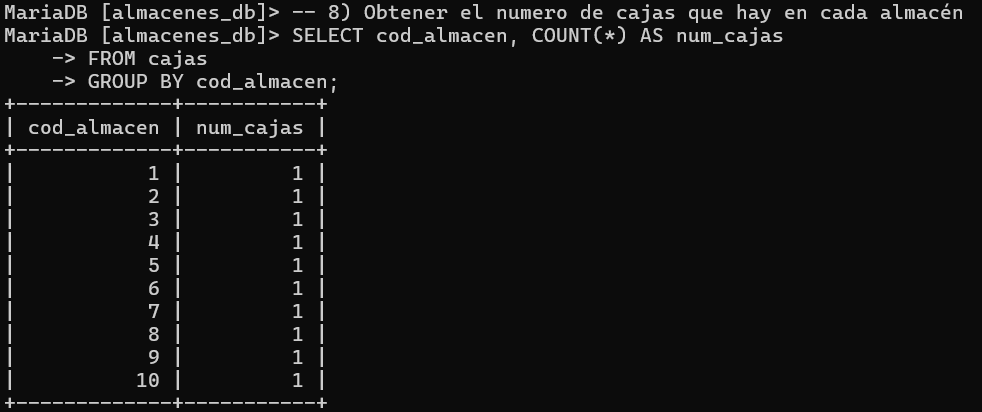 MariaDB [almacenes_db]> -- 8) Obtener el numero de cajas que hay en cada almacén
MariaDB [almacenes_db]> SELECT cod_almacen, COUNT(*) AS num_cajas
    -> FROM cajas
    -> GROUP BY cod_almacen;
+-------------+-----------+
| cod_almacen | num_cajas |
+-------------+-----------+
|           1 |         1 |
|           2 |         1 |
|           3 |         1 |
|           4 |         1 |
|           5 |         1 |
|           6 |         1 |
|           7 |         1 |
|           8 |         1 |
|           9 |         1 |
|          10 |         1 |
+-------------+-----------+